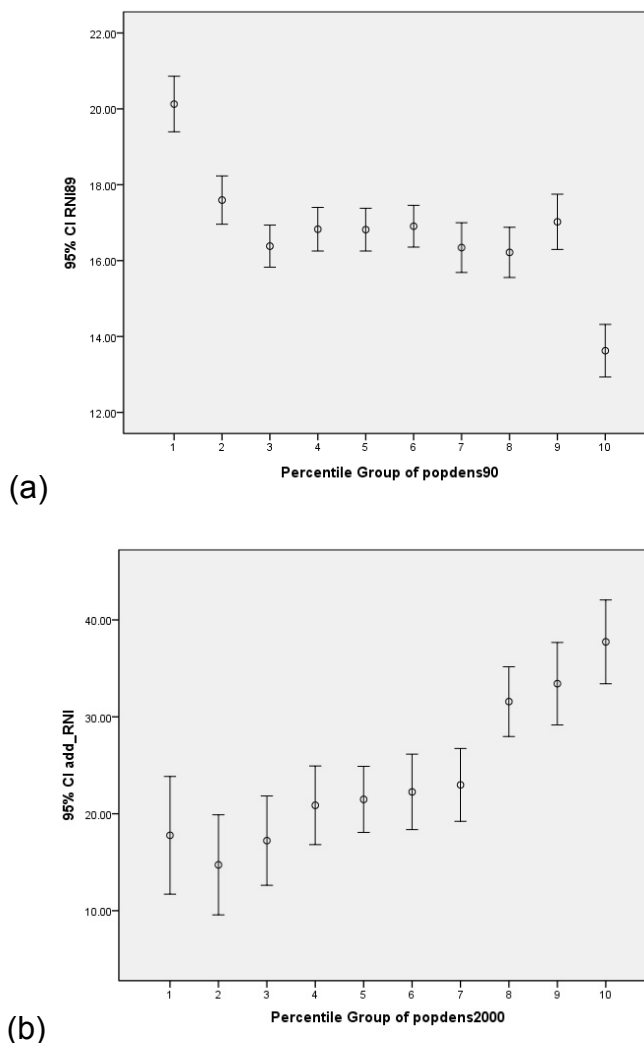 22.00
20.00
18.00
16.00
14.00
12.00
95% CI RNI89
1 2 3 4 5 6 7 8 9 10
Percentile Group of popdens90
(a)
40.00
30.00
20.00
10.00
95% CI add_RNI
1 2 3 4 5 6 7 8 9 10
Percentile Group of popdens2000
(b)